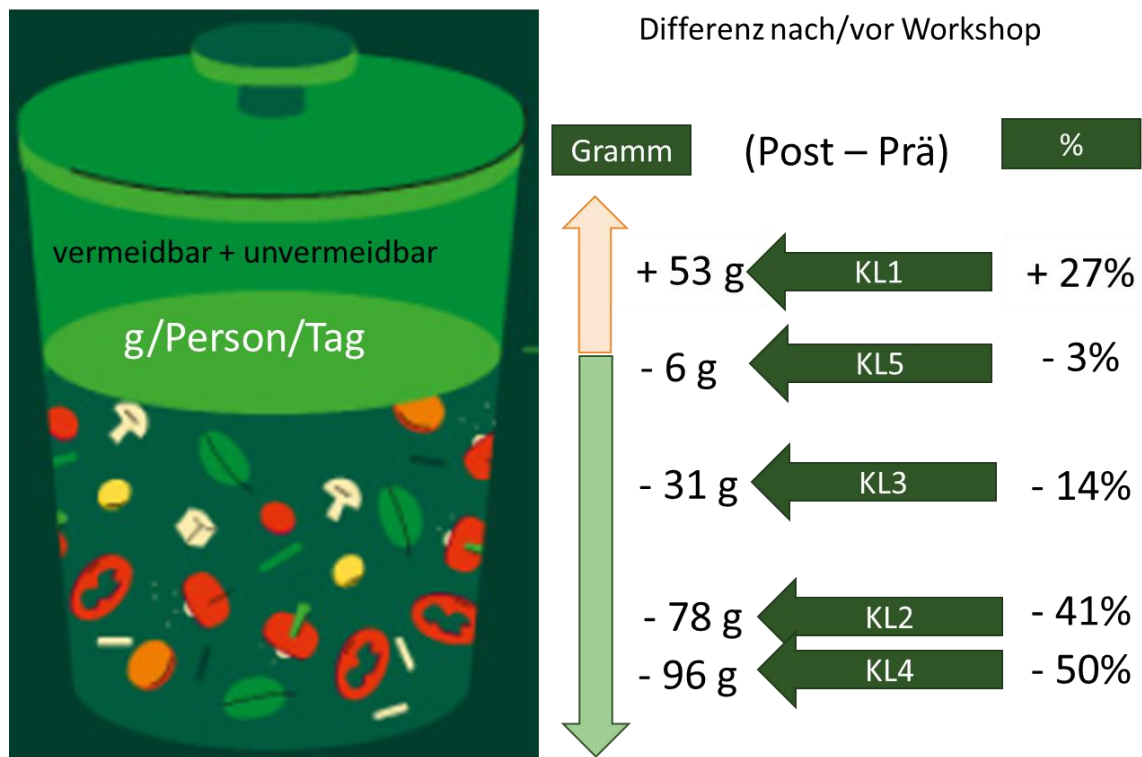 Differenz nach/vor Workshop
Gramm (Post – Prä) %
vermeidbar + unvermeidbar
g/Person/Tag
+ 53 g KL1 + 27%
- 6 g KL5 - 3%
- 31 g KL3 - 14%
- 78 g KL2 - 41%
- 96 g KL4 - 50%